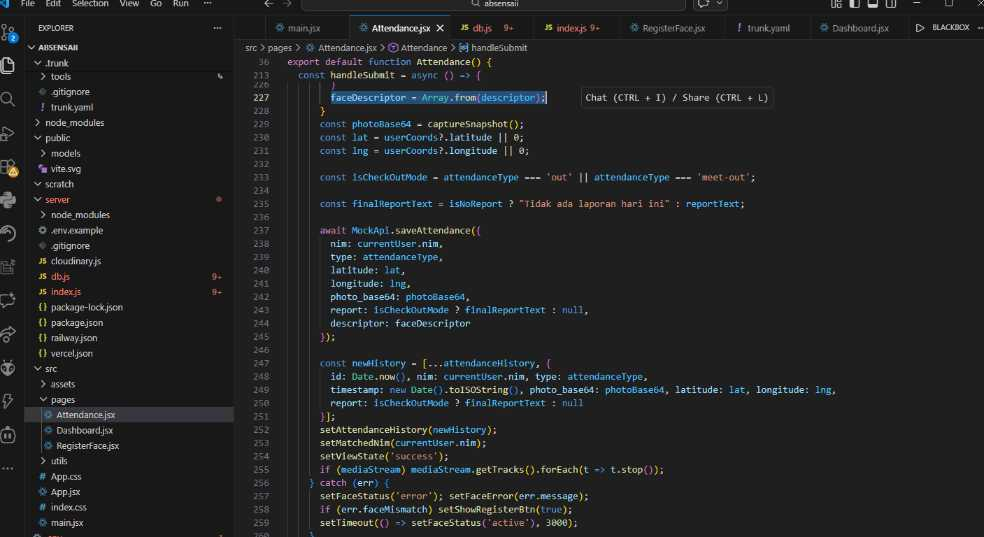 File Edit Selection View Go Run ··· absensaii
2 EXPLORER ··· main.jsx Attendance.jsx db.js 9+ index.js 9+ RegisterFace.jsx ! trunk.yaml Dashboard.jsx BLACKBOX
ABSENSAII
.trunk
tools
.gitignore
! trunk.yaml
node_modules
public
models
vite.svg
scratch
server
node_modules
.env.example
.gitignore
cloudinary.js
JS db.js 9+
JS index.js 9+
{} package-lock.json
{} package.json
{} railway.json
{} vercel.json
src
assets
pages
Attendance.jsx
Dashboard.jsx
RegisterFace.jsx
utils
# App.css
App.jsx
# index.css
main.jsx
src > pages > Attendance.jsx > Attendance > handleSubmit
36 export default function Attendance() {
213 const handleSubmit = async () => {
226 }
227 faceDescriptor = Array.from(descriptor);
Chat (CTRL + I) / Share (CTRL + L)
228 }
229 const photoBase64 = captureSnapshot();
230 const lat = userCoords?.latitude || 0;
231 const lng = userCoords?.longitude || 0;
232
233 const isCheckOutMode = attendanceType === 'out' || attendanceType === 'meet-out';
234
235 const finalReportText = isNoReport ? "Tidak ada laporan hari ini" : reportText;
236
237 await MockApi.saveAttendance({
238 nim: currentUser.nim,
239 type: attendanceType,
240 latitude: lat,
241 longitude: lng,
242 photo_base64: photoBase64,
243 report: isCheckOutMode ? finalReportText : null,
244 descriptor: faceDescriptor
245 });
246
247 const newHistory = [...attendanceHistory, {
248 id: Date.now(), nim: currentUser.nim, type: attendanceType,
249 timestamp: new Date().toISOString(), photo_base64: photoBase64, latitude: lat, longitude: lng,
250 report: isCheckOutMode ? finalReportText : null
251 }];
252 setAttendanceHistory(newHistory);
253 setMatchedNim(currentUser.nim);
254 setViewState('success');
255 if (mediaStream) mediaStream.getTracks().forEach(t => t.stop());
256 } catch (err) {
257 setFaceStatus('error'); setFaceError(err.message);
258 if (err.faceMismatch) setShowRegisterBtn(true);
259 setTimeout(() => setFaceStatus('active'), 3000);
260 }